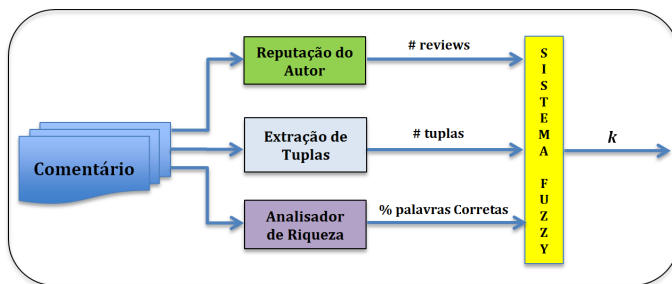 Comentário
Reputação do
Autor
# reviews
Extração de
Tuplas
# tuplas
Analisador
de Riqueza
% palavras Corretas
S
I
S
T
E
M
A
F
U
Z
Z
Y
k